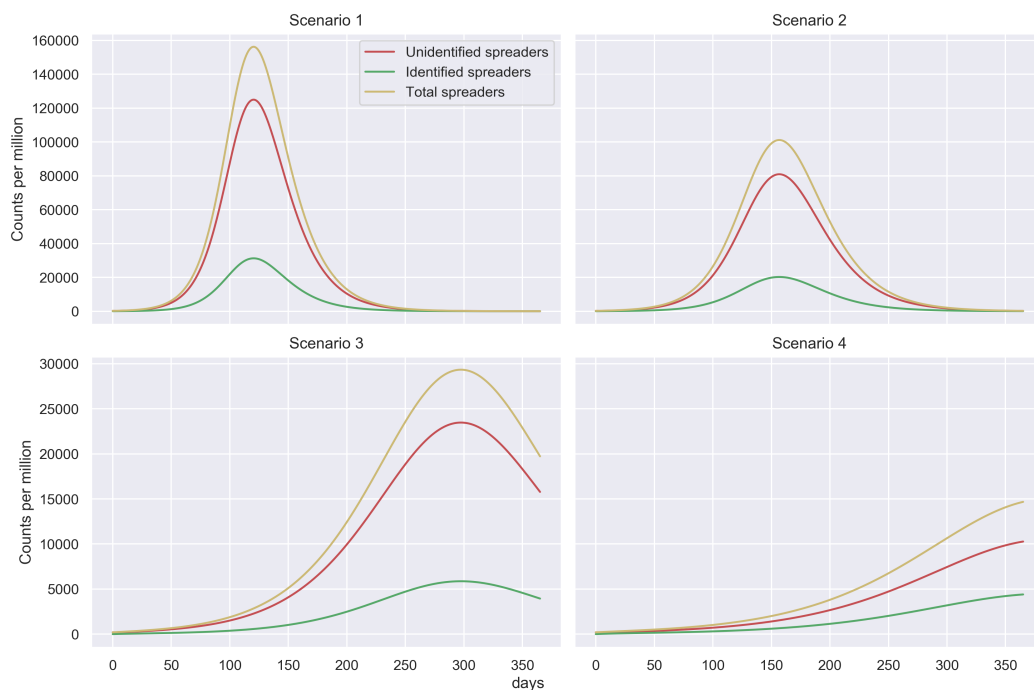 Scenario 1
Scenario 2
160000
140000
120000
100000
80000
60000
40000
20000
0
Counts per million
Unidentified spreaders
Identified spreaders
Total spreaders
Scenario 3
Scenario 4
30000
25000
20000
15000
10000
5000
0
Counts per million
0 50 100 150 200 250 300 350
0 50 100 150 200 250 300 350
days